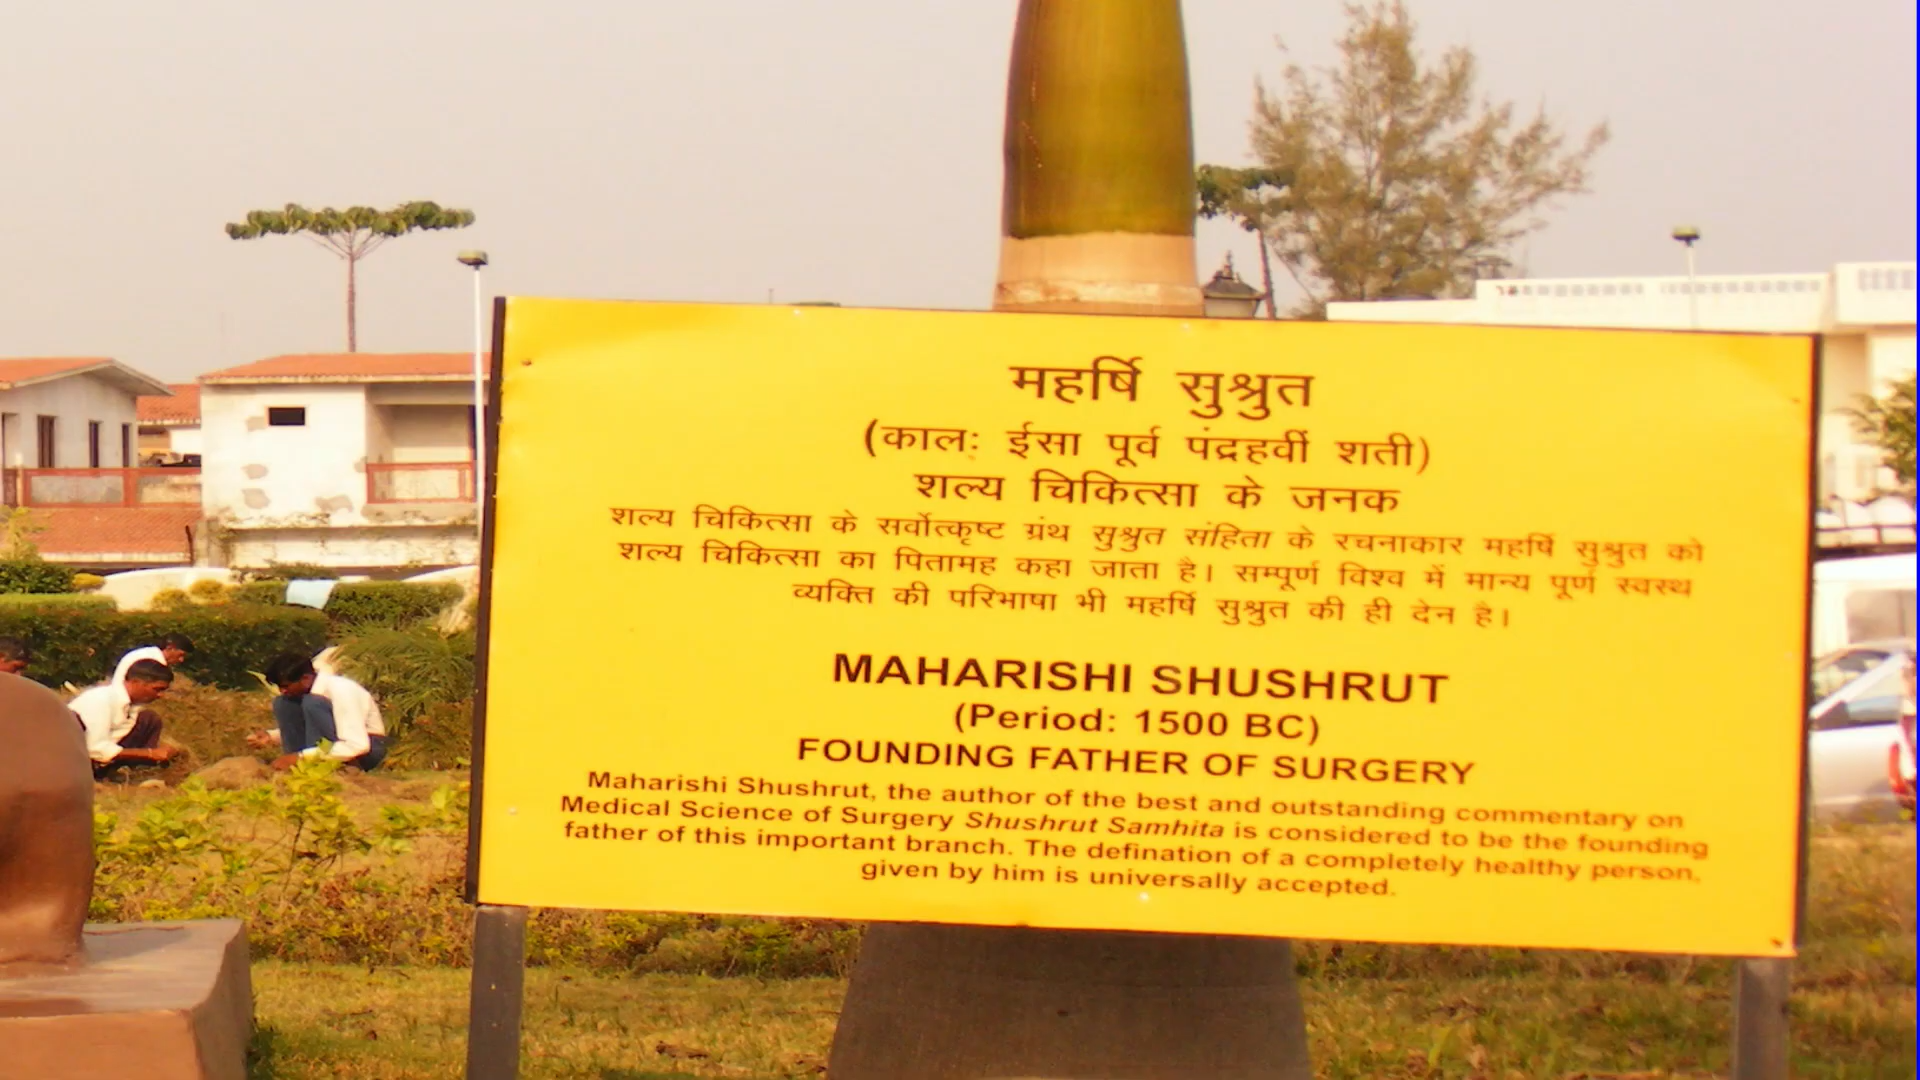 महर्षि सुश्रुत
(काल: ईसा पूर्व पंद्रहवीं शती)
शल्य चिकित्सा के जनक
शल्य चिकित्सा के सर्वोत्कृष्ट ग्रंथ सुश्रुत संहिता के रचनाकार महर्षि सुश्रुत को
शल्य चिकित्सा का पितामह कहा जाता है। सम्पूर्ण विश्व में मान्य पूर्ण स्वस्थ
व्यक्ति की परिभाषा भी महर्षि सुश्रुत की ही देन है।
MAHARISHI SHUSHRUT
(Period: 1500 BC)
FOUNDING FATHER OF SURGERY
Maharishi Shushrut, the author of the best and outstanding commentary on
Medical Science of Surgery Shushrut Samhita is considered to be the founding
father of this important branch. The defination of a completely healthy person,
given by him is universally accepted.